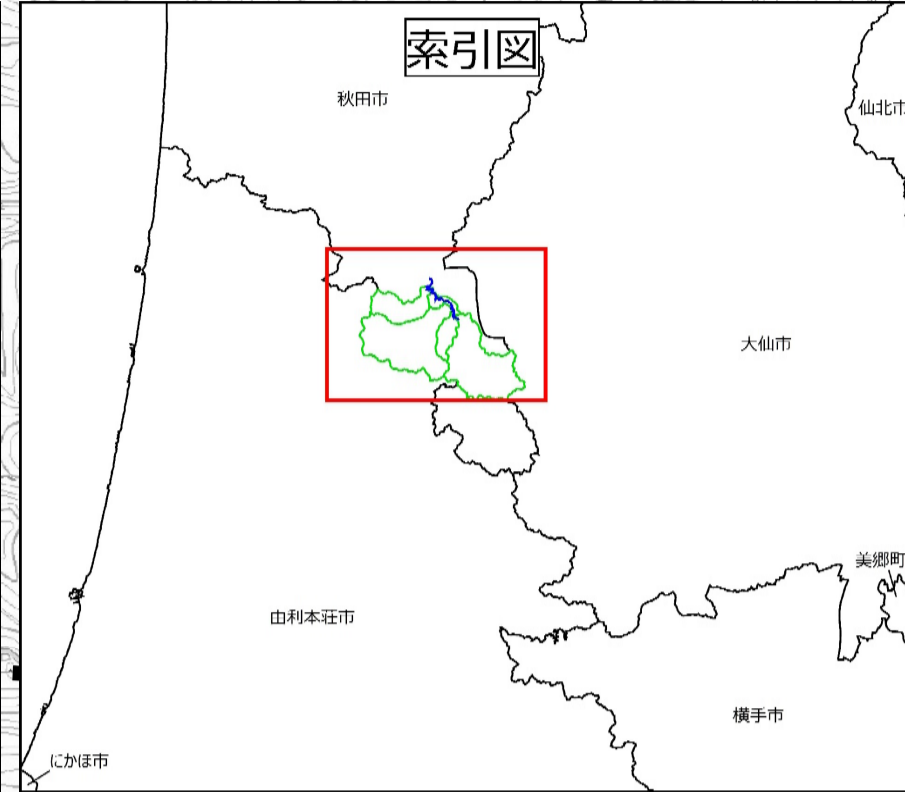 索引図
秋田市
仙北市
大仙市
美郷町
由利本荘市
横手市
にかほ市